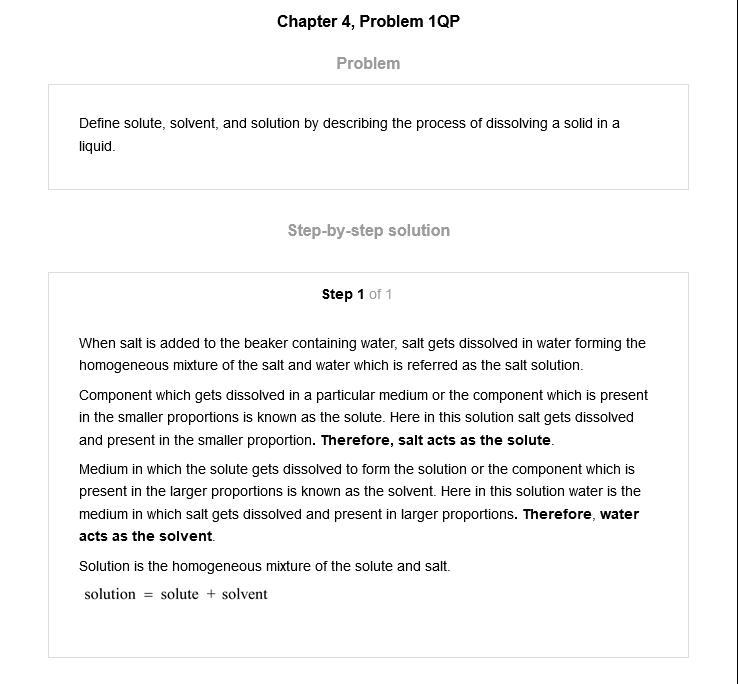 Chapter 4, Problem 1QP
Problem
Define solute, solvent, and solution by describing the process of dissolving a solid in a
liquid.
Step-by-step solution
Step 1 of 1
When salt is added to the beaker containing water, salt gets dissolved in water forming the
homogeneous mixture of the salt and water which is referred as the salt solution.
Component which gets dissolved in a particular medium or the component which is present
in the smaller proportions is known as the solute. Here in this solution salt gets dissolved
and present in the smaller proportion. Therefore, salt acts as the solute.
Medium in which the solute gets dissolved to form the solution or the component which is
present in the larger proportions is known as the solvent. Here in this solution water is the
medium in which salt gets dissolved and present in larger proportions. Therefore, water
acts as the solvent.
Solution is the homogeneous mixture of the solute and salt.
solution = solute + solvent